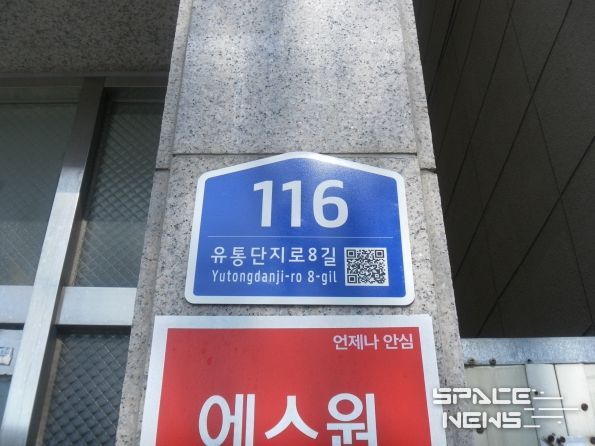 116
유통단지로8길
Yutongdanji-ro 8-gil
언제나 안심
에스원
SPACE
NEWS